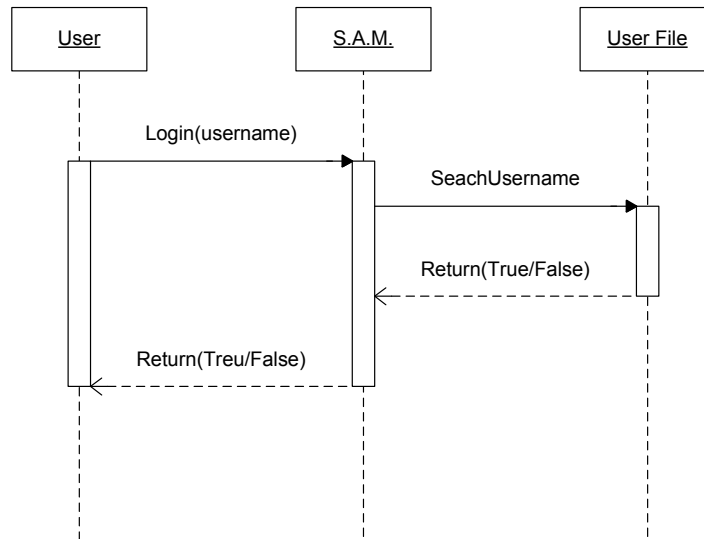 User
S.A.M.
User File
Login(username)
SeachUsername
Return(True/False)
Return(Treu/False)